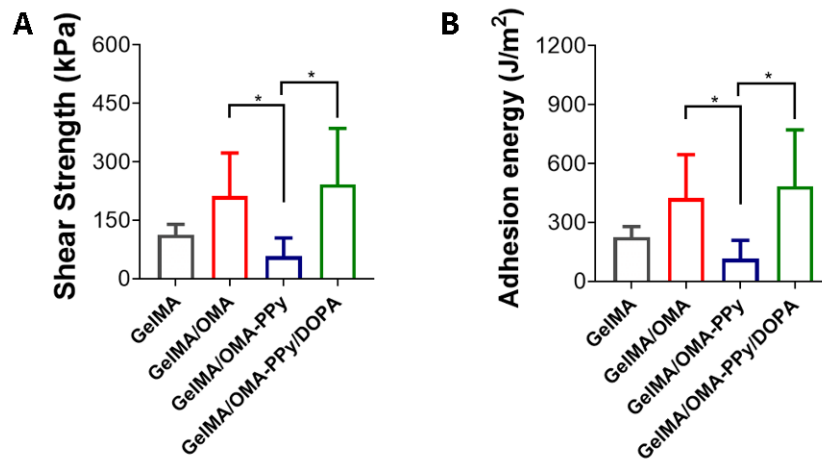 A
Shear Strength (kPa)
600
450
300
150
0
*
*
GelMA
GelMA/OMA
GelMA/OMA-PPy
GelMA/OMA-PPy/DOPA
B
Adhesion energy (J/m²)
1200
900
600
300
0
*
*
GelMA
GelMA/OMA
GelMA/OMA-PPy
GelMA/OMA-PPy/DOPA